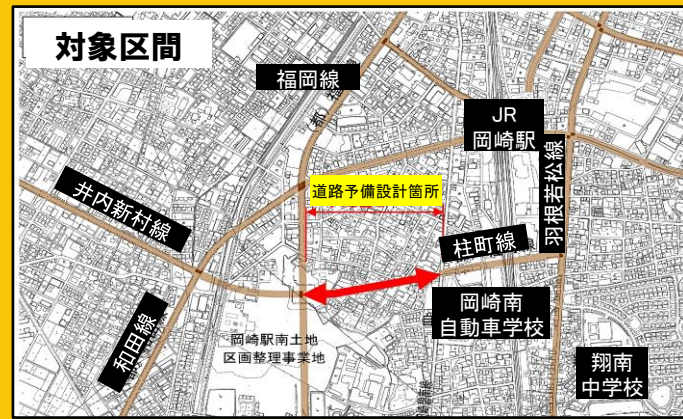 対象区間
福岡線
JR
岡崎駅
羽根若松線
道路予備設計箇所
井内新村線
柱町線
和田線
岡崎南
自動車学校
岡崎駅南土地
区画整理事業地
翔南
中学校